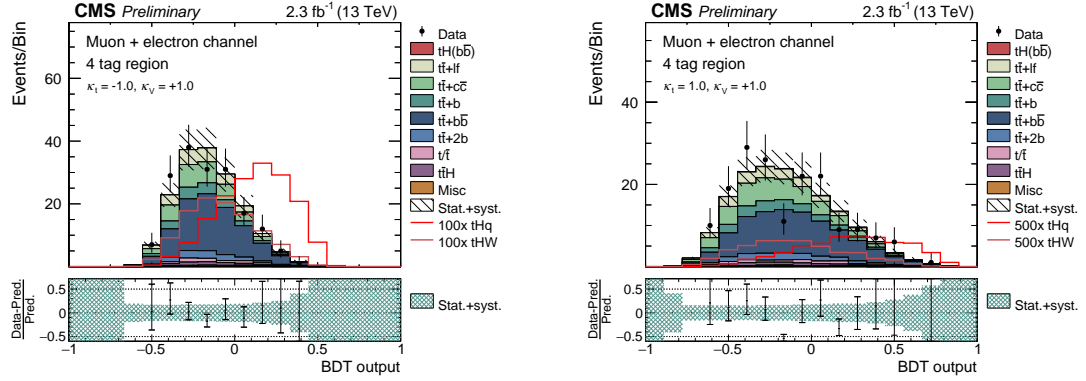 CMS Preliminary 2.3 fb⁻¹ (13 TeV)
Events/Bin
60
40
20
Muon + electron channel
4 tag region
κt = -1.0, κV = +1.0
Data
tH(bb̄)
tt̄+lf
tt̄+cc̄
tt̄+b
tt̄+bb̄
tt̄+2b
t/t̄
tt̄H
Misc
Stat.+syst.
100x tHq
100x tHW
Data-Pred.
Pred.
0.5
0
−0.5
Stat.+syst.
−1 −0.5 0 0.5 1
BDT output
CMS Preliminary 2.3 fb⁻¹ (13 TeV)
Events/Bin
40
20
Muon + electron channel
4 tag region
κt = 1.0, κV = +1.0
Data
tH(bb̄)
tt̄+lf
tt̄+cc̄
tt̄+b
tt̄+bb̄
tt̄+2b
t/t̄
tt̄H
Misc
Stat.+syst.
500x tHq
500x tHW
Data-Pred.
Pred.
0.5
0
−0.5
Stat.+syst.
−1 −0.5 0 0.5 1
BDT output